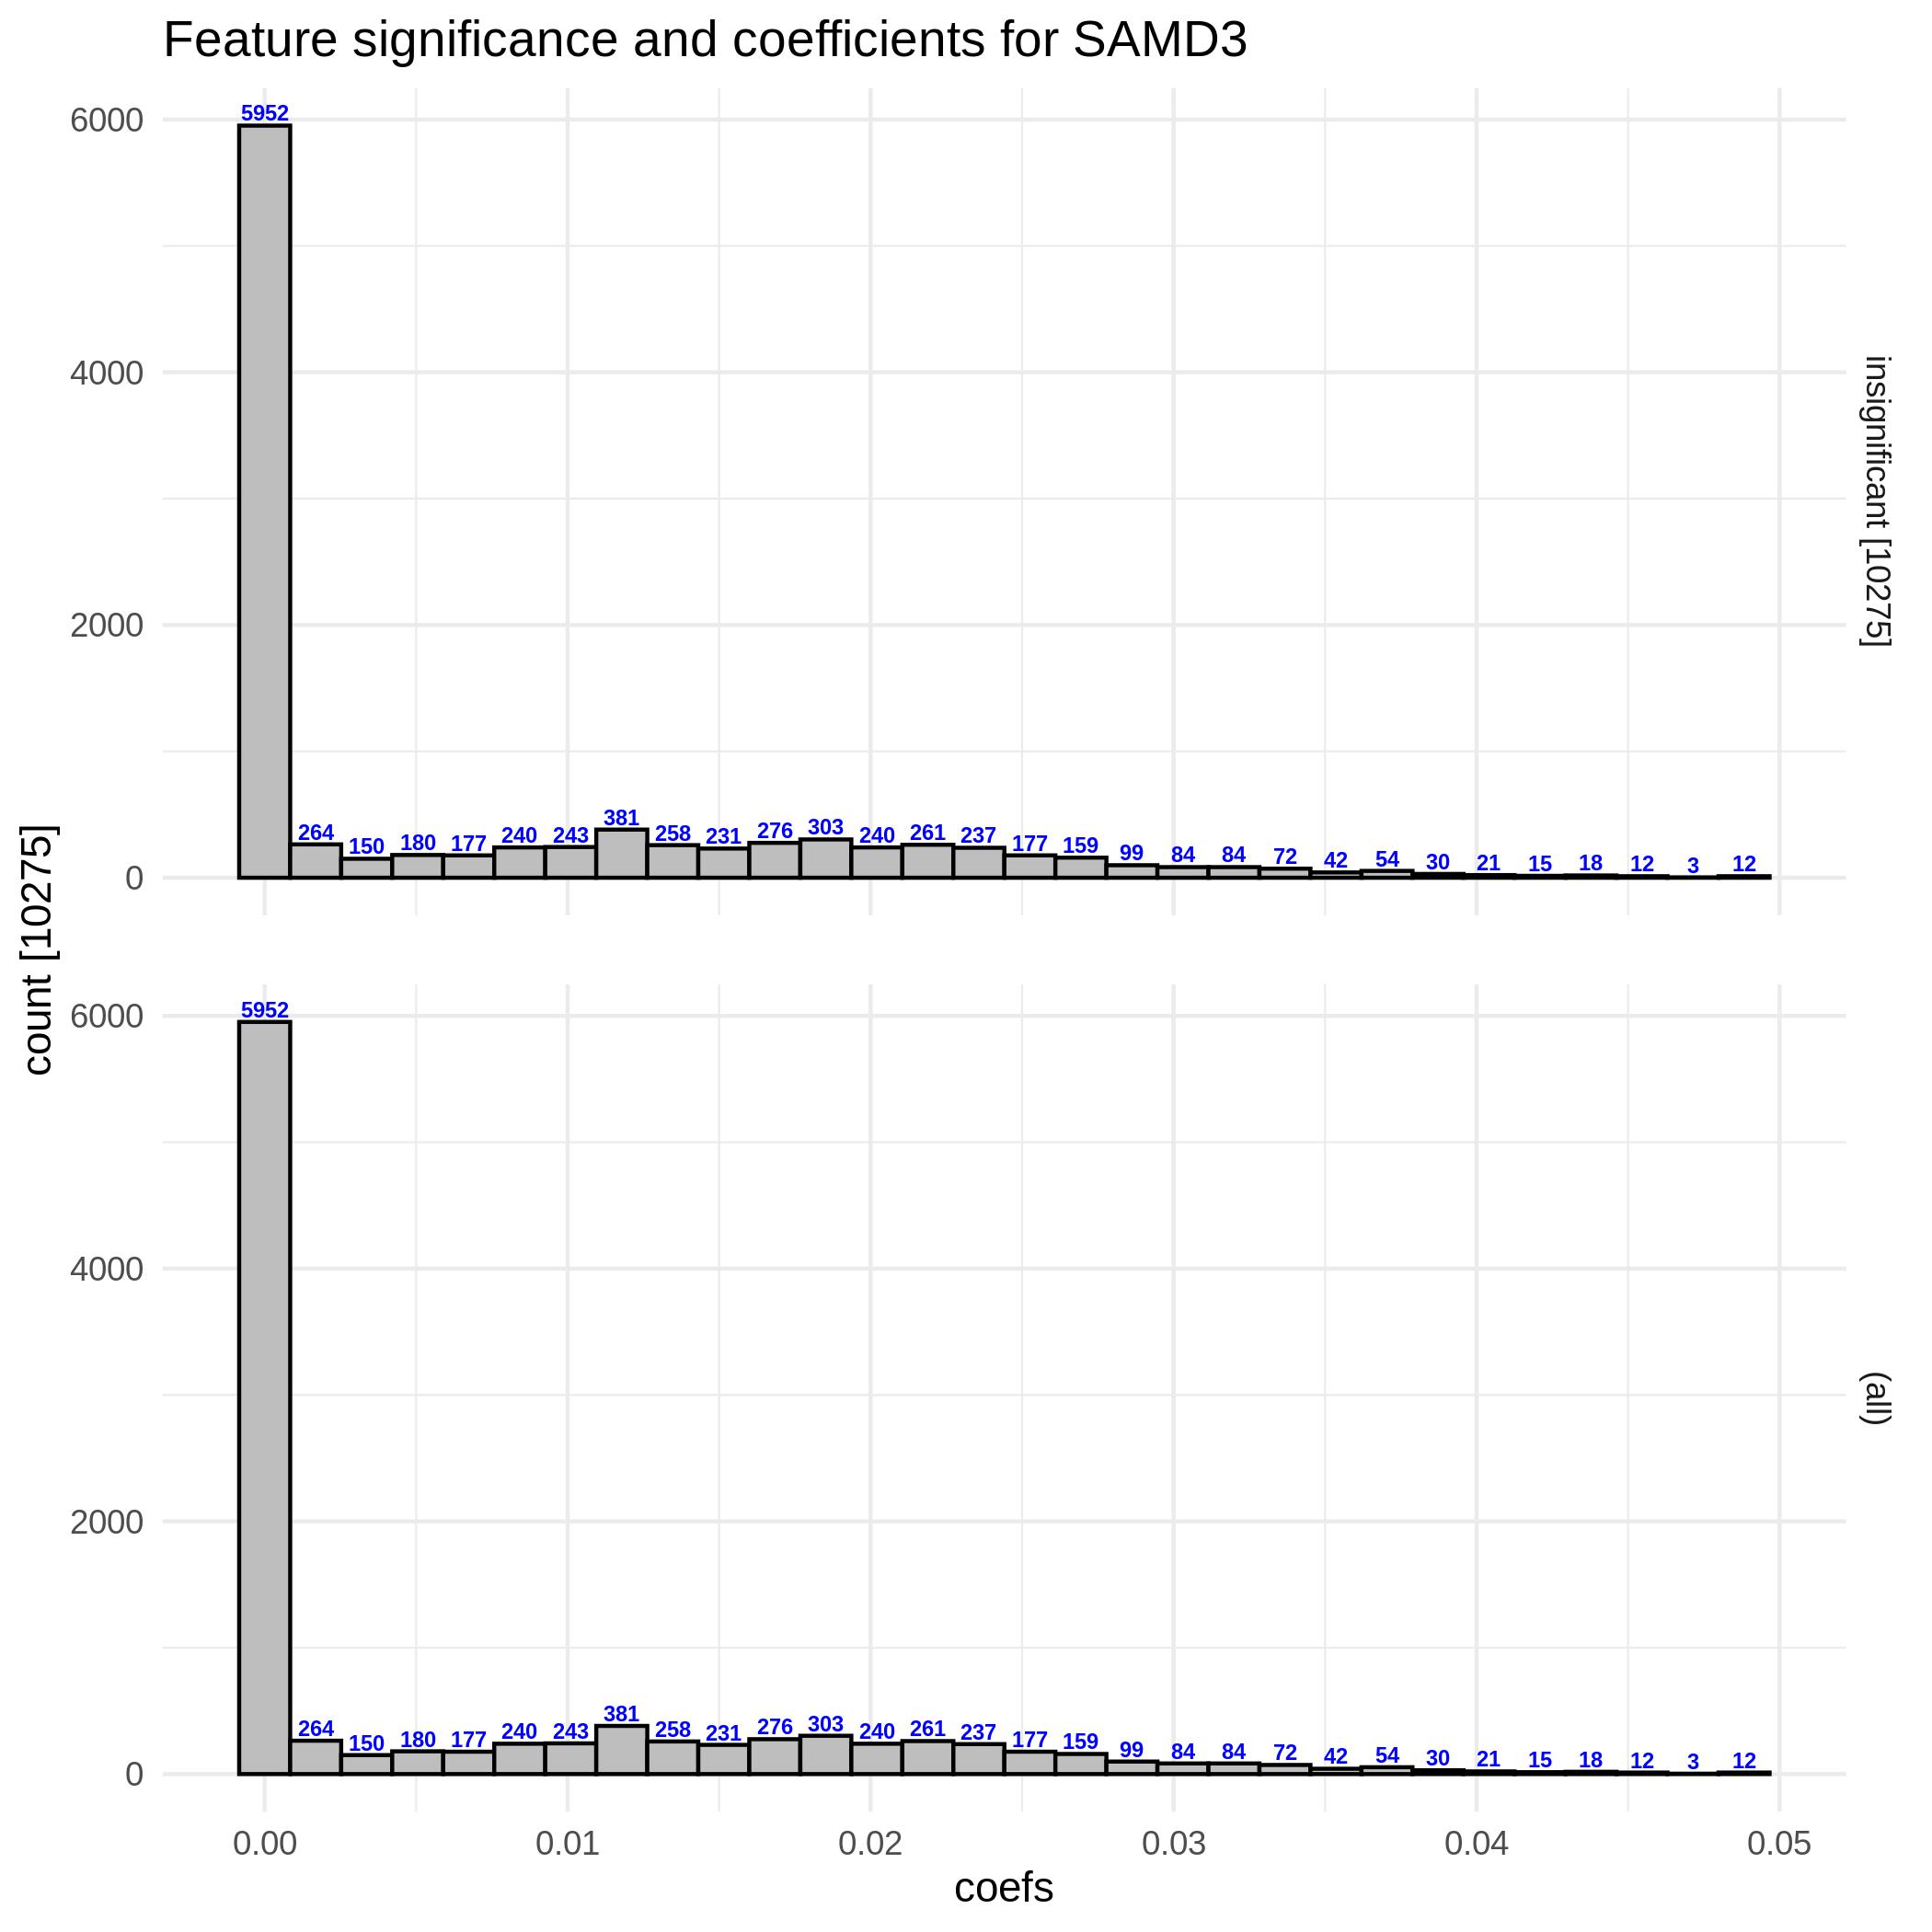 Feature significance and coefficients for SAMD3
count [10275]
6000
4000
2000
0
5952
264 150 180 177 240 243 381 258 231 276 303 240 261 237 177 159 99 84 84 72 42 54 30 21 15 18 12 3 12
insignificant [10275]
6000
4000
2000
0
5952
264 150 180 177 240 243 381 258 231 276 303 240 261 237 177 159 99 84 84 72 42 54 30 21 15 18 12 3 12
(all)
0.00 0.01 0.02 0.03 0.04 0.05
coefs